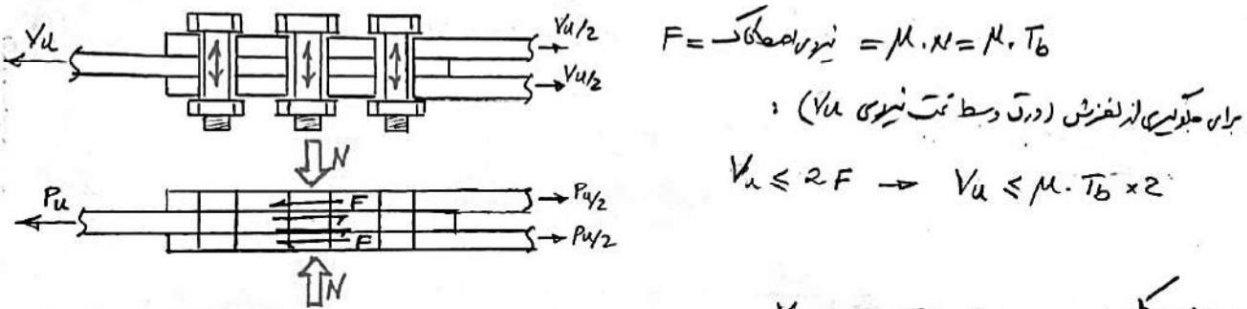 F = نیروی اصطکاک = μ.N = μ.Tb
Vu
Vu/2
Vu/2
برای جلوگیری از لغزش (ورق وسط تحت نیروی Vu) :
N
Vu ≤ 2F → Vu ≤ μ.Tb ×2
Pu
F
Pu/2
F
Pu/2
N